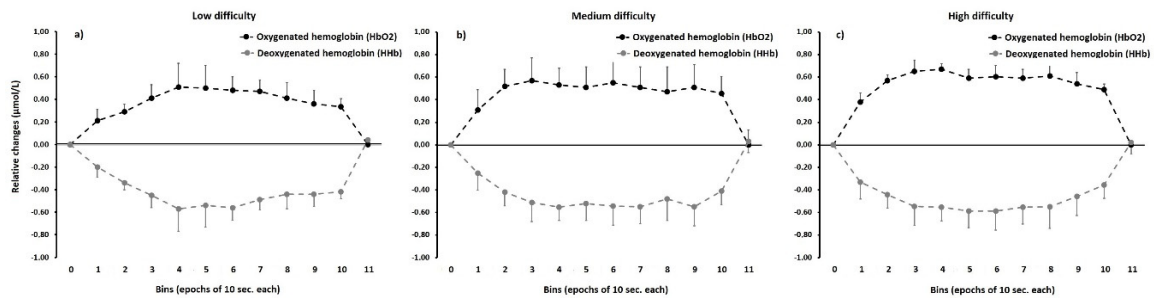 Low difficulty
a)
Oxygenated hemoglobin (HbO2)
Deoxygenated hemoglobin (HHb)
Relative changes (µmol/L)
1,00
0,80
0,60
0,40
0,20
0,00
-0,20
-0,40
-0,60
-0,80
-1.00
0 1 2 3 4 5 6 7 8 9 10 11
Bins (epochs of 10 sec. each)
Medium difficulty
b)
Oxygenated hemoglobin (HbO2)
Deoxygenated hemoglobin (HHb)
1,00
0,80
0,60
0,40
0,20
0,00
-0,20
-0,40
-0,60
-0,80
-1.00
0 1 2 3 4 5 6 7 8 9 10 11
Bins (epochs of 10 sec. each)
High difficulty
c)
Oxygenated hemoglobin (HbO2)
Deoxygenated hemoglobin (HHb)
1,00
0,80
0,60
0,40
0,20
0,00
-0,20
-0,40
-0,60
-0,80
-1.00
0 1 2 3 4 5 6 7 8 9 10 11
Bins (epochs of 10 sec. each)